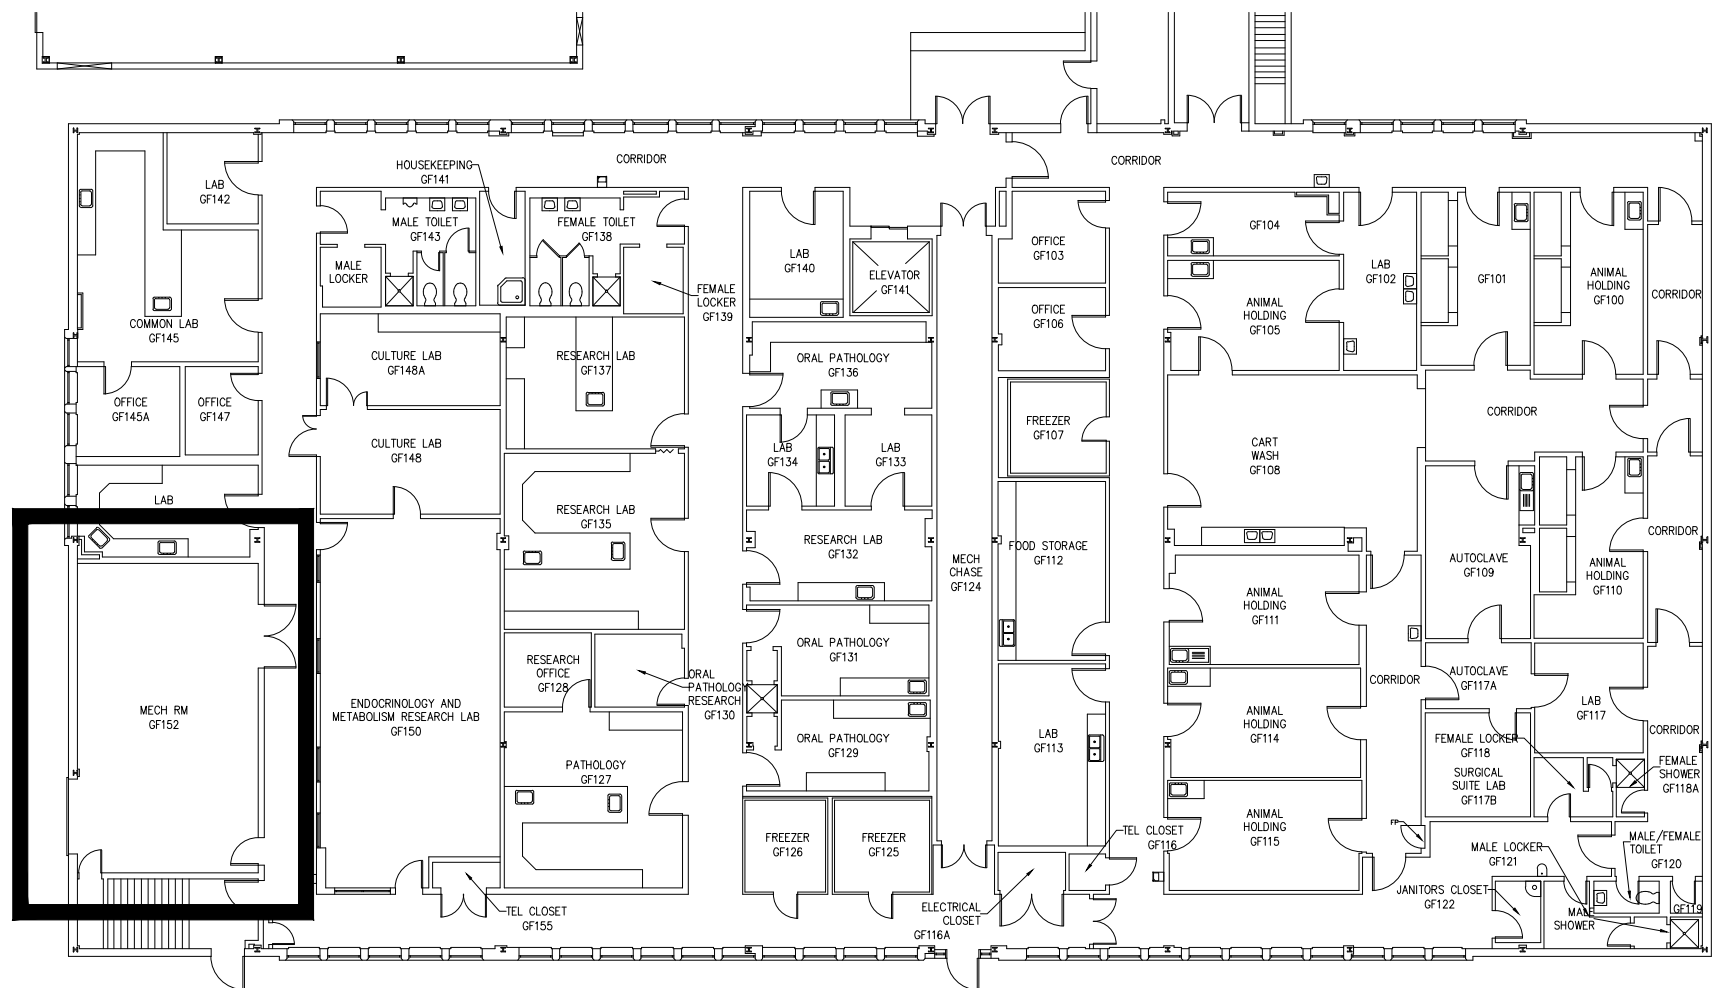 CORRIDOR
CORRIDOR
HOUSEKEEPING
GF141
LAB
GF142
MALE TOILET
GF143
FEMALE TOILET
GF138
MALE
LOCKER
FEMALE
LOCKER
GF139
LAB
GF140
ELEVATOR
GF141
OFFICE
GF103
GF104
LAB
GF102
GF101
ANIMAL
HOLDING
GF100
CORRIDOR
COMMON LAB
GF145
OFFICE
GF106
ANIMAL
HOLDING
GF105
CULTURE LAB
GF148A
RESEARCH LAB
GF137
ORAL PATHOLOGY
GF136
OFFICE
GF145A
OFFICE
GF147
CULTURE LAB
GF148
LAB
GF134
LAB
GF133
FREEZER
GF107
CART
WASH
GF108
CORRIDOR
LAB
RESEARCH LAB
GF135
RESEARCH LAB
GF132
MECH
CHASE
GF124
FOOD STORAGE
GF112
AUTOCLAVE
GF109
ANIMAL
HOLDING
GF110
CORRIDOR
ANIMAL
HOLDING
GF111
MECH RM
GF152
ENDOCRINOLOGY AND
METABOLISM RESEARCH LAB
GF150
RESEARCH
OFFICE
GF128
ORAL
PATHOLOGY
RESEARCH
GF130
ORAL PATHOLOGY
GF131
ORAL PATHOLOGY
GF129
LAB
GF113
ANIMAL
HOLDING
GF114
CORRIDOR
AUTOCLAVE
GF117A
LAB
GF117
CORRIDOR
FEMALE LOCKER
GF118
SURGICAL
SUITE LAB
GF117B
FEMALE
SHOWER
GF118A
PATHOLOGY
GF127
FREEZER
GF126
FREEZER
GF125
TEL CLOSET
GF116
ANIMAL
HOLDING
GF115
FP
MALE LOCKER
GF121
MALE/FEMALE
TOILET
GF120
JANITORS CLOSET
GF122
MALE
SHOWER
GF119
TEL CLOSET
GF155
ELECTRICAL
CLOSET
GF116A